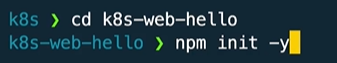 k8s ❯ cd k8s-web-hello
k8s-web-hello ❯ npm init -y